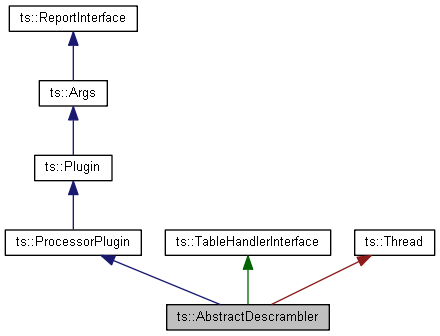 ts::ReportInterface
ts::Args
ts::Plugin
ts::ProcessorPlugin
ts::TableHandlerInterface
ts::Thread
ts::AbstractDescrambler